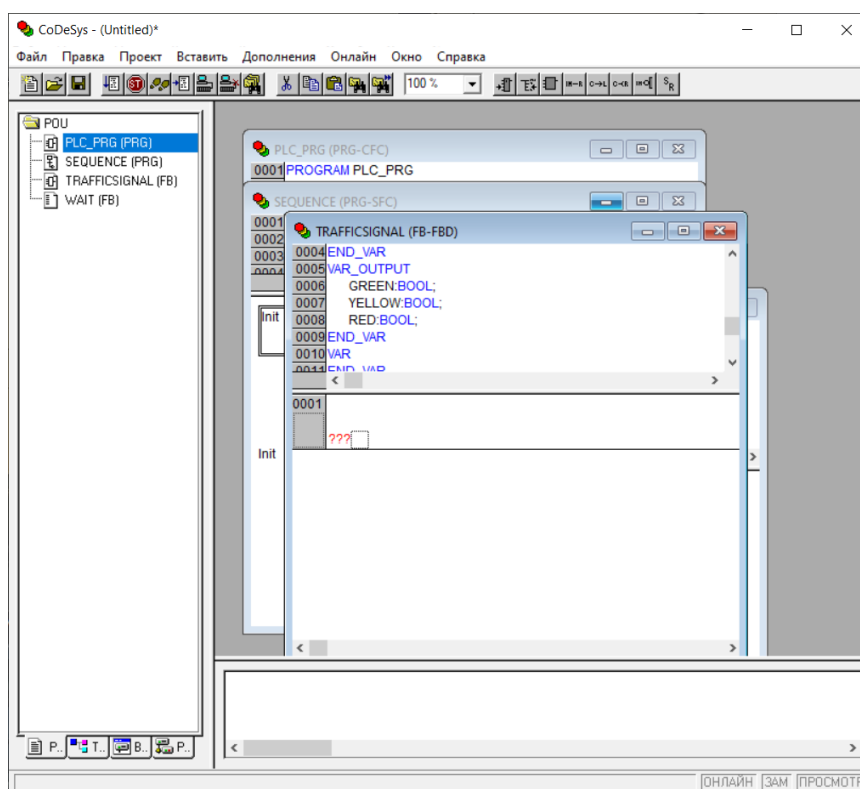 CoDeSys - (Untitled)*
Файл Правка Проект Вставить Дополнения Онлайн Окно Справка
100 %
POU
PLC_PRG (PRG)
SEQUENCE (PRG)
TRAFFICSIGNAL (FB)
WAIT (FB)
PLC_PRG (PRG-CFC)
0001 PROGRAM PLC_PRG
SEQUENCE (PRG-SFC)
0001
0002
0003
0004
Init
Init
TRAFFICSIGNAL (FB-FBD)
0004 END_VAR
0005 VAR_OUTPUT
0006 GREEN:BOOL;
0007 YELLOW:BOOL;
0008 RED:BOOL;
0009 END_VAR
0010 VAR
0011 END_VAR
0001
???
P.. T.. B.. P..
ОНЛАЙН ЗАМ ПРОСМОТР